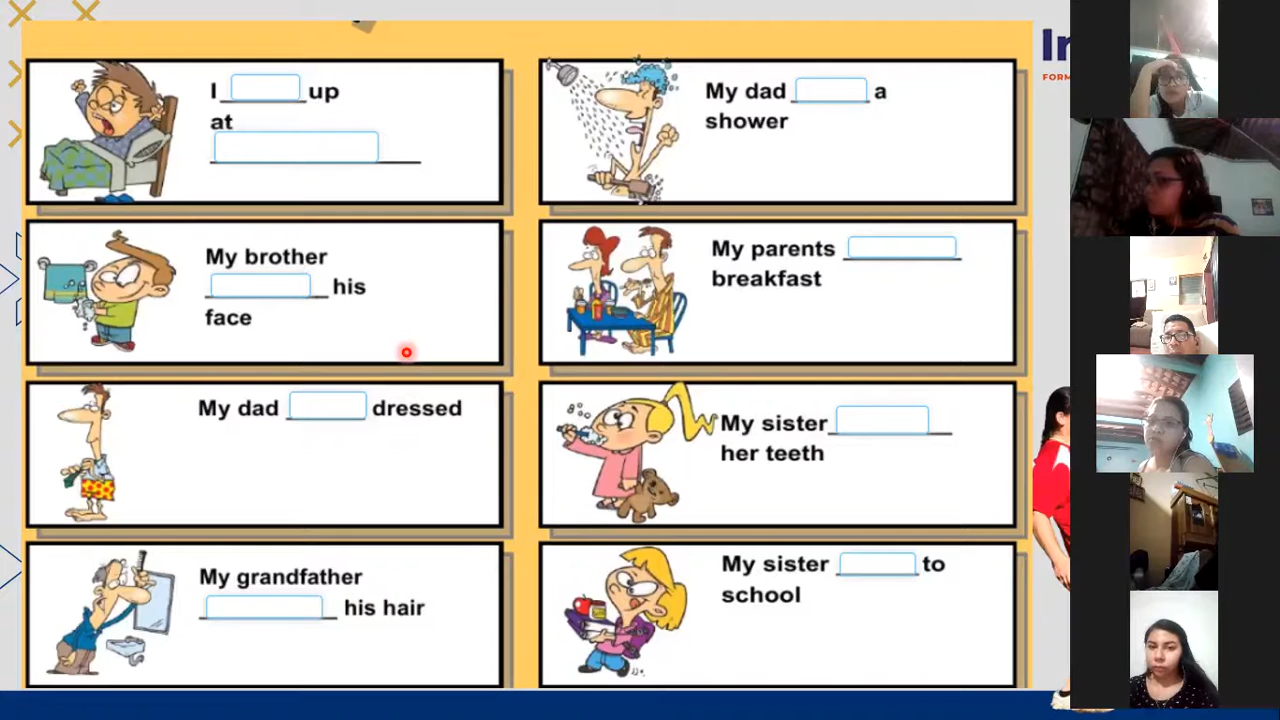 I up
at
My dad a
shower
My brother
his
face
My parents
breakfast
My dad dressed
My sister
her teeth
My grandfather
his hair
My sister to
school